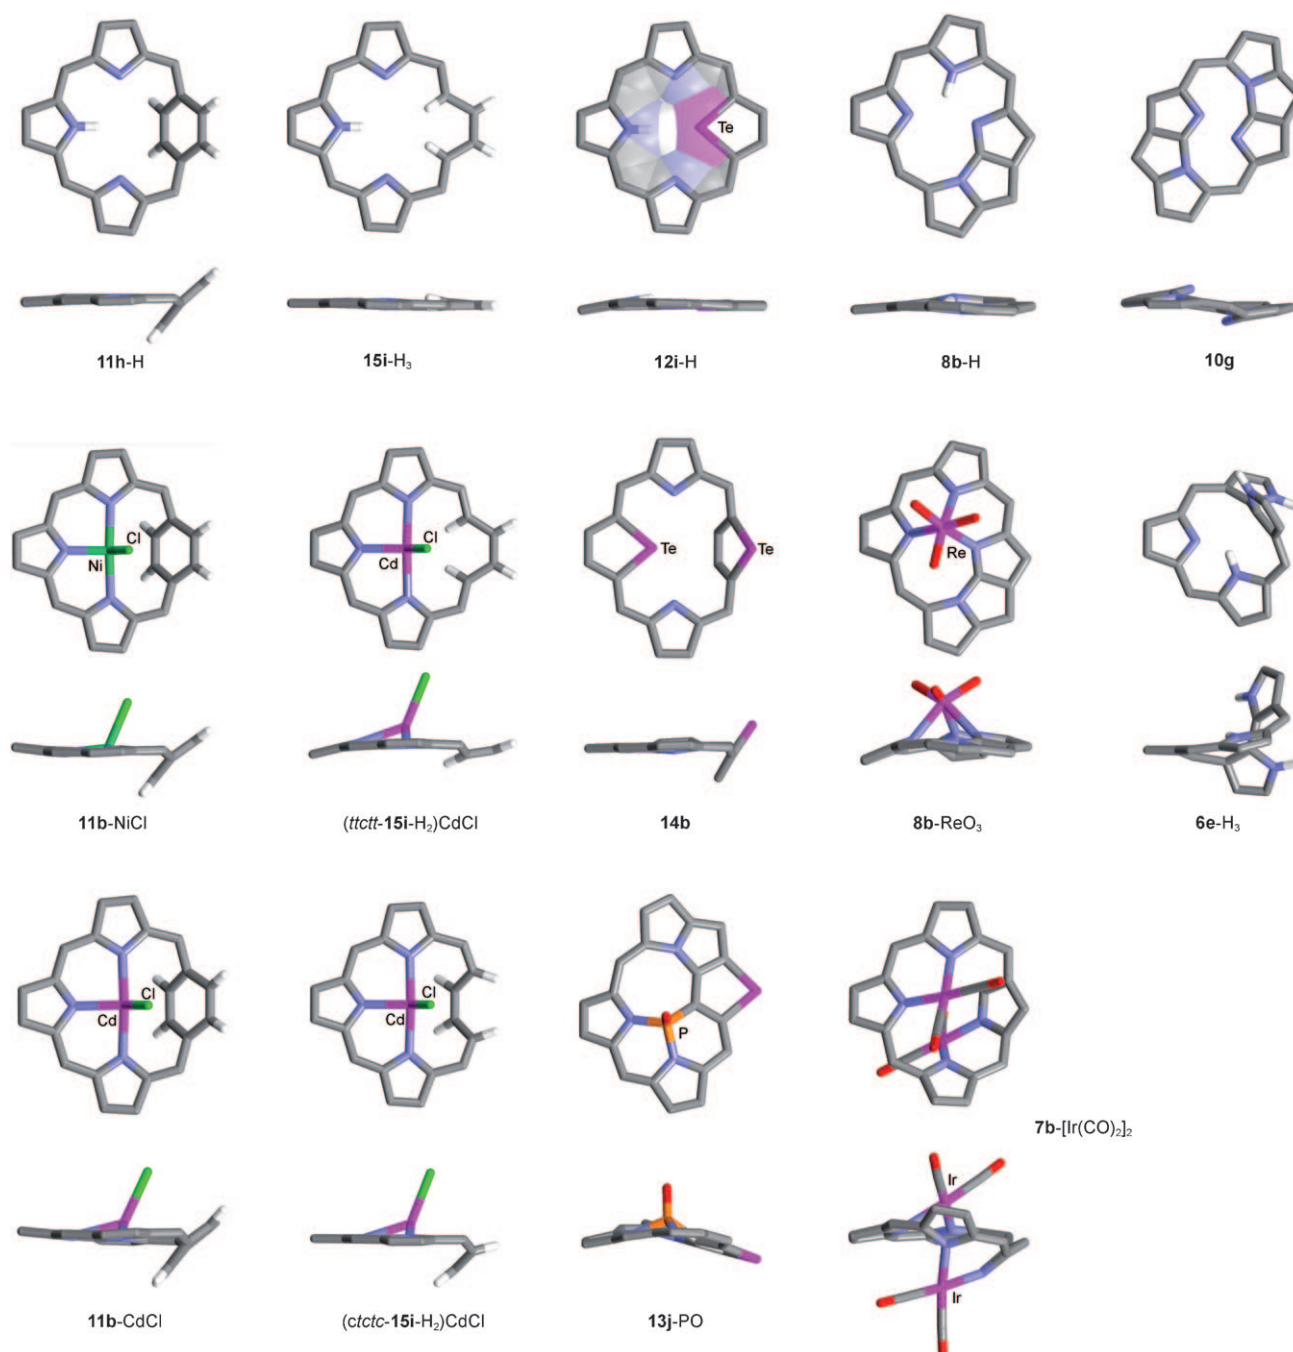 Te
11h-H
15i-H₃
12i-H
8b-H
10g
Cl
Ni
Cl
Cd
Te
Te
Re
11b-NiCl
(ttctt-15i-H₂)CdCl
14b
8b-ReO₃
6e-H₃
Cl
Cd
Cl
Cd
P
7b-[Ir(CO)₂]₂
Ir
Ir
11b-CdCl
(ctctc-15i-H₂)CdCl
13j-PO